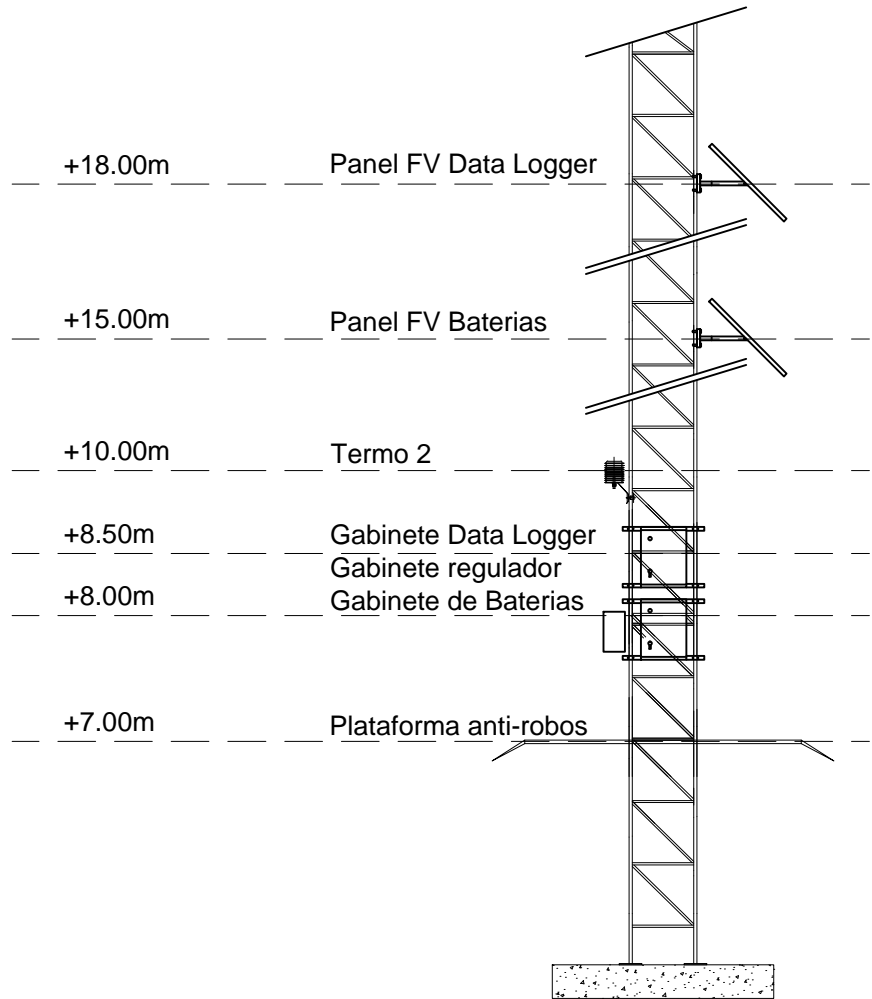 +18.00m Panel FV Data Logger
+15.00m Panel FV Baterias
+10.00m Termo 2
+8.50m Gabinete Data Logger
Gabinete regulador
+8.00m Gabinete de Baterias
+7.00m Plataforma anti-robos